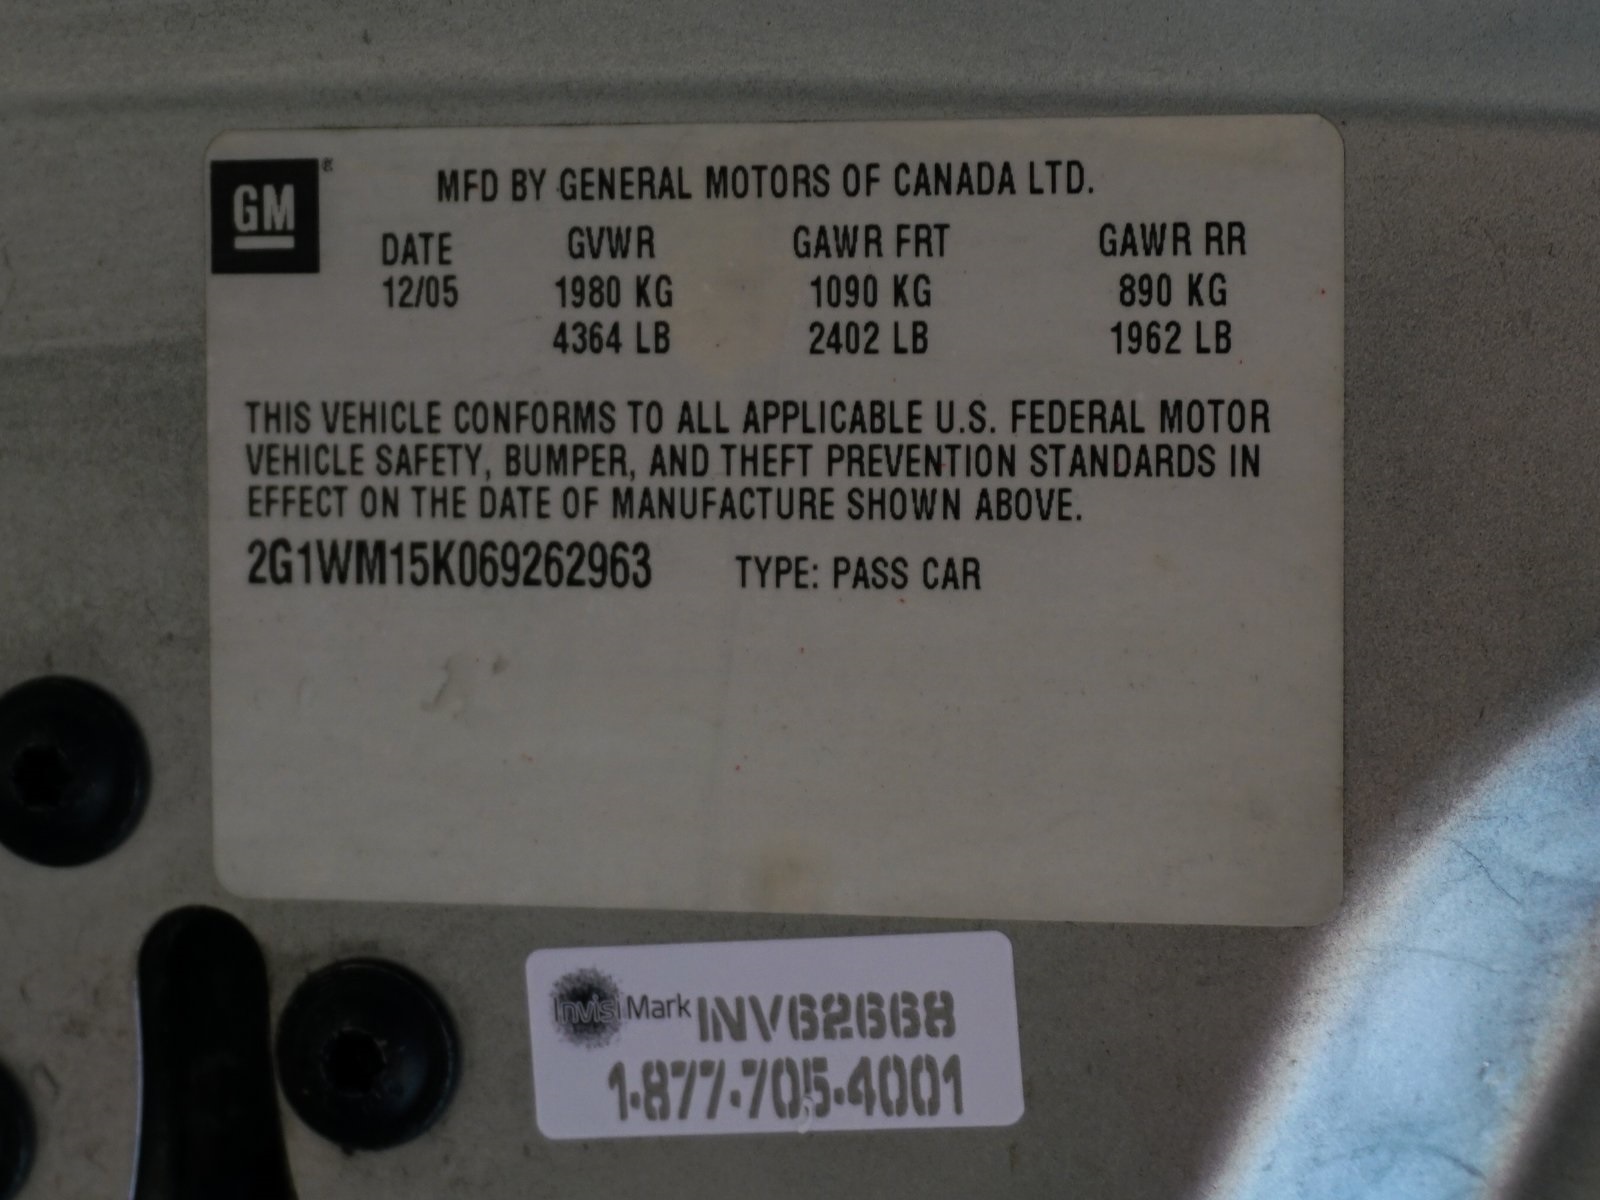 GM ®
MFD BY GENERAL MOTORS OF CANADA LTD.
DATE GVWR GAWR FRT GAWR RR
12/05 1980 KG 1090 KG 890 KG
4364 LB 2402 LB 1962 LB
THIS VEHICLE CONFORMS TO ALL APPLICABLE U.S. FEDERAL MOTOR
VEHICLE SAFETY, BUMPER, AND THEFT PREVENTION STANDARDS IN
EFFECT ON THE DATE OF MANUFACTURE SHOWN ABOVE.
2G1WM15K069262963 TYPE: PASS CAR
InvisiMark INV62668
1-877-705-4001